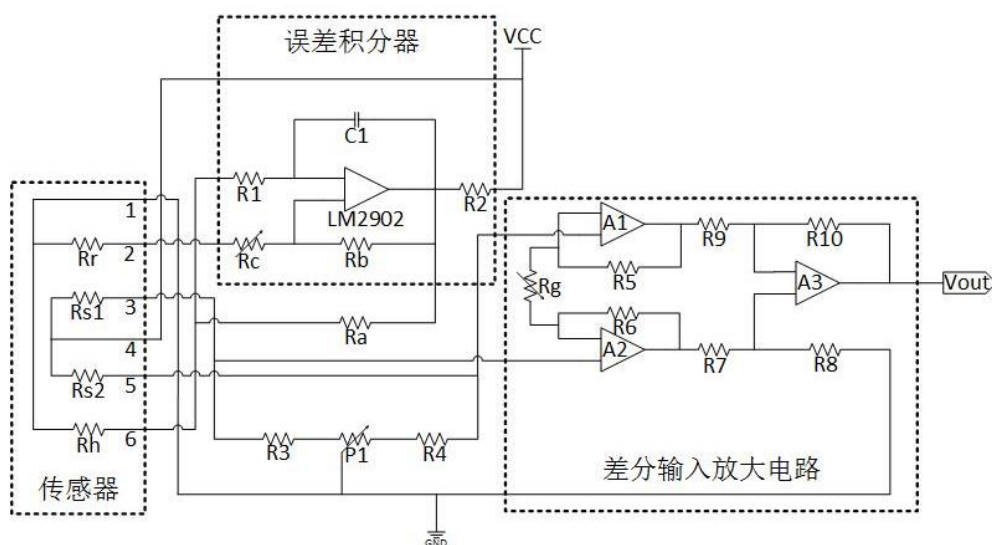 误差积分器
VCC
C1
R1
LM2902
R2
Rc
Rb
Ra
1
Rr
2
Rs1
3
4
Rs2
5
Rh
6
传感器
R3
P1
R4
GND
A1
R9
R10
R5
Rg
A3
Vout
R6
A2
R7
R8
差分输入放大电路